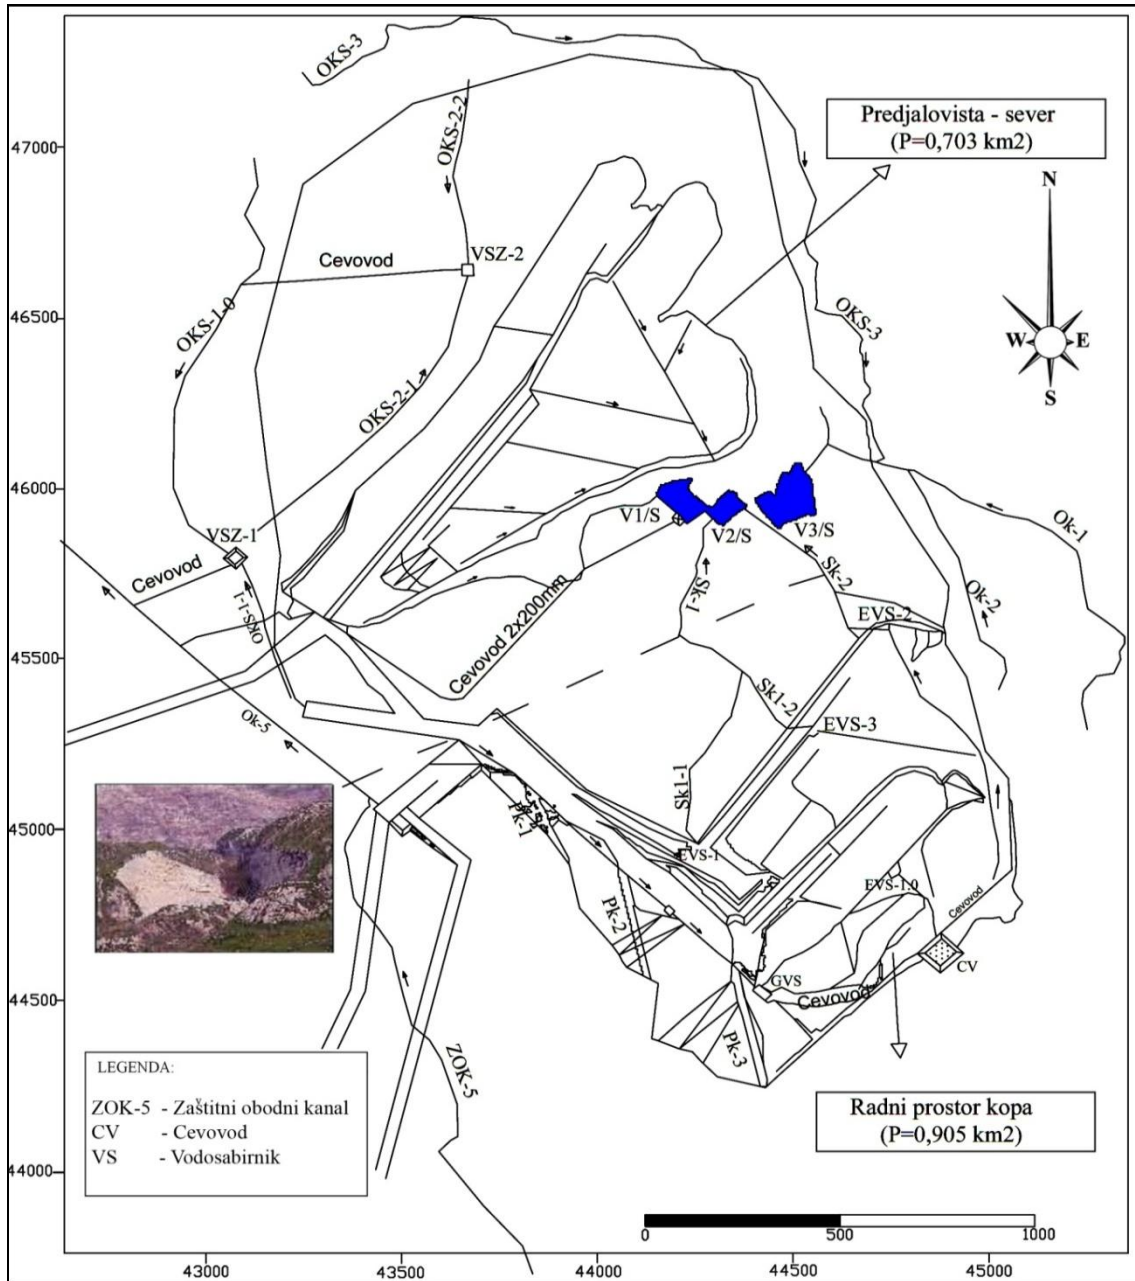 OKS-3
OKS-2-2
Predjalovista - sever
(P=0,703 km2)
47000
N
Cevovod
VSZ-2
OKS-1-0
OKS-3
46500
W
E
S
OKS-2-1
46000
V1/S
V2/S
V3/S
Ok-1
VSZ-1
Cevovod
OKS-1-1
Cevovod 2x200mm
Sk-1
Sk-2
EVS-2
Ok-2
45500
Ok-5
Sk1-2
EVS-3
Sk1-1
45000
Pk-1
EVS-1
EVS-1.0
Cevovod
Pk-2
CV
GVS
Cevovod
44500
Pk-3
ZOK-5
LEGENDA:
ZOK-5 - Zaštitni obodni kanal
CV - Cevovod
VS - Vodosabirnik
Radni prostor kopa
(P=0,905 km2)
44000
0
500
1000
43000
43500
44000
44500
45000